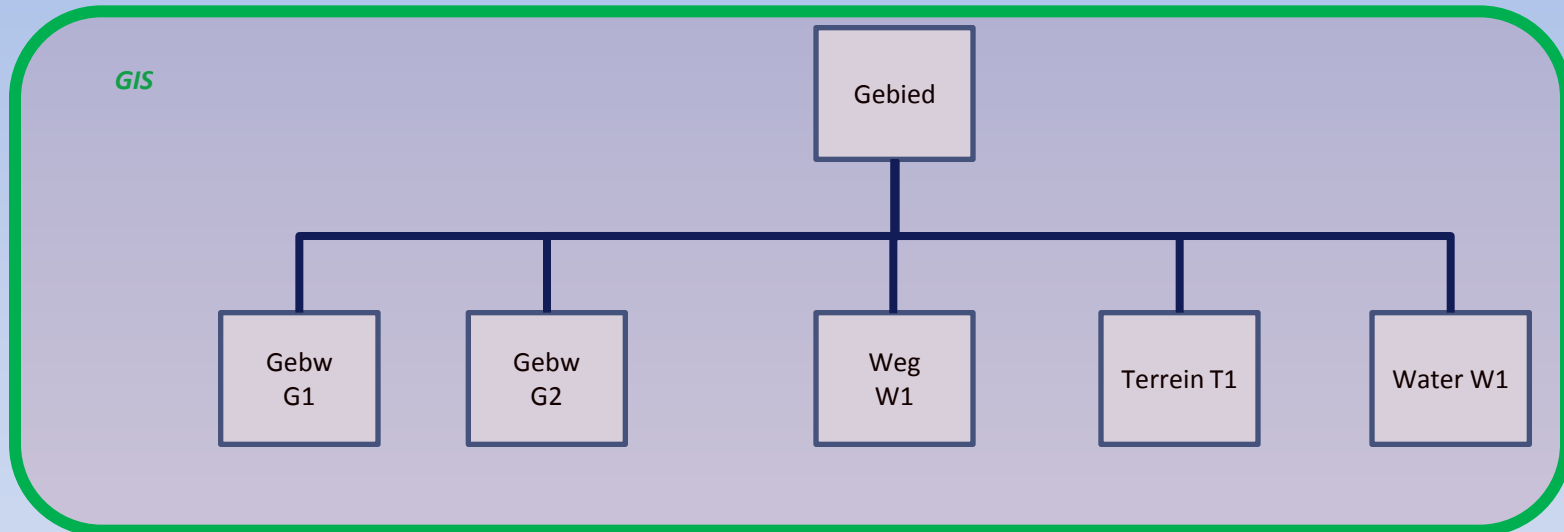 GIS
Gebied
Gebw
G1
Gebw
G2
Weg
W1
Terrein T1
Water W1